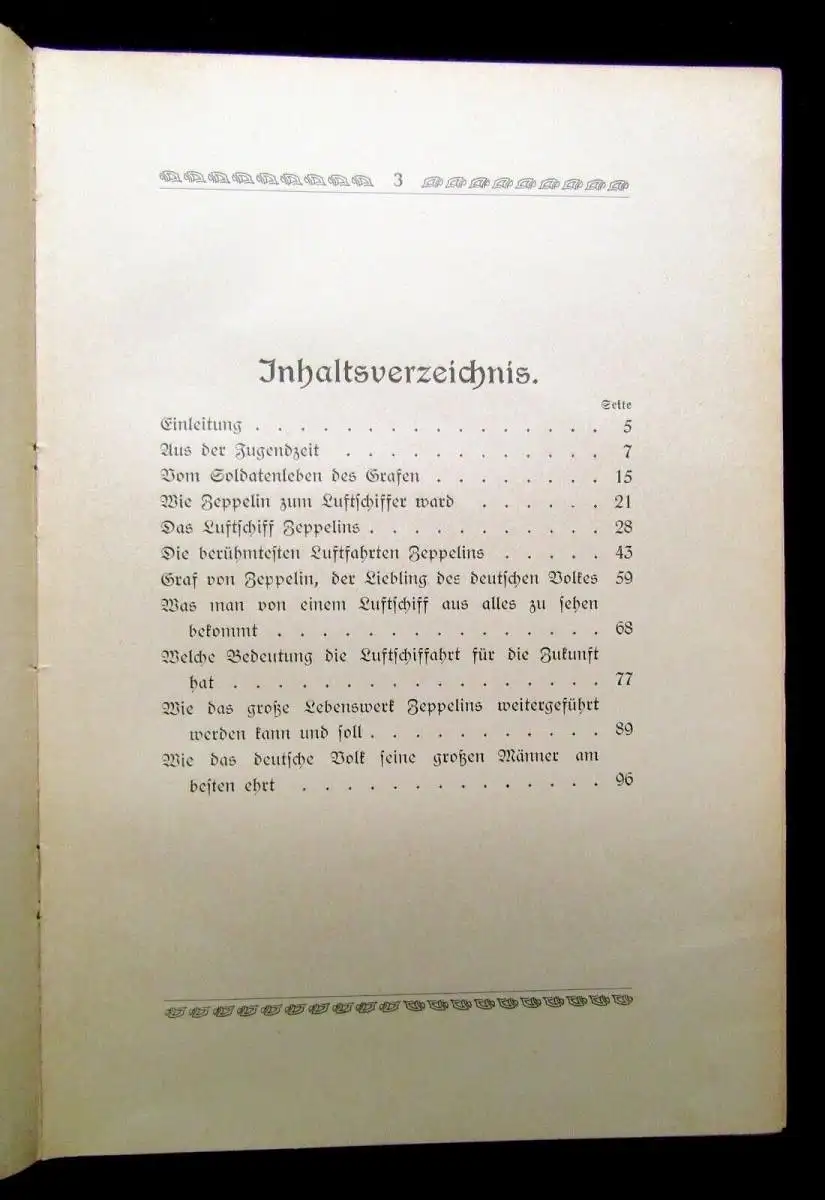 3
Inhaltsverzeichnis.
Seite
Einleitung . . . . . . . . . . . . . . . . 5
Aus der Jugendzeit . . . . . . . . . . . . 7
Vom Soldatenleben des Grafen . . . . . . . 15
Wie Zeppelin zum Luftſchiffer ward . . . . . 21
Das Luftſchiff Zeppelins . . . . . . . . . . . 28
Die berühmteſten Luftfahrten Zeppelins . . . . . 43
Graf von Zeppelin, der Liebling des deutſchen Volkes 59
Was man von einem Luftſchiff aus alles zu ſehen
bekommt . . . . . . . . . . . . . . . 68
Welche Bedeutung die Luftſchiffahrt für die Zukunft
hat . . . . . . . . . . . . . . . . . 77
Wie das große Lebenswerk Zeppelins weitergeführt
werden kann und ſoll . . . . . . . . . . . 89
Wie das deutſche Volk ſeine großen Männer am
beſten ehrt . . . . . . . . . . . . . . 96